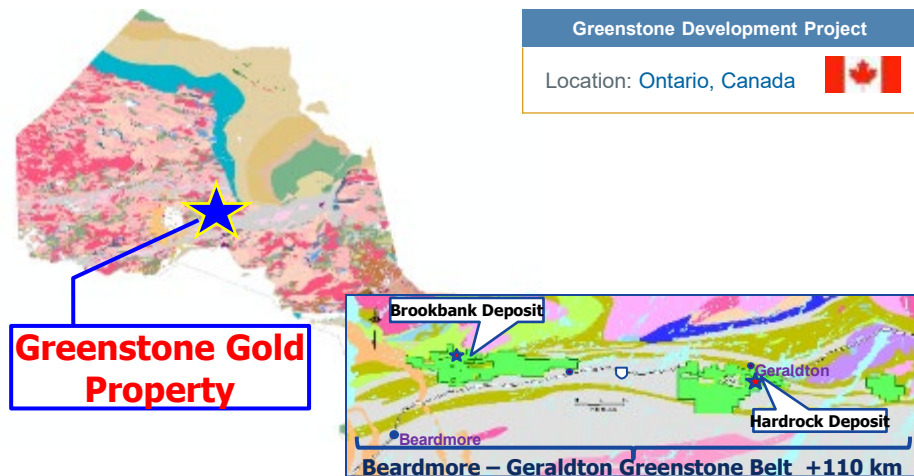 Greenstone Development Project
Location: Ontario, Canada
Greenstone Gold
Property
Brookbank Deposit
Geraldton
Hardrock Deposit
Beardmore
Beardmore – Geraldton Greenstone Belt +110 km